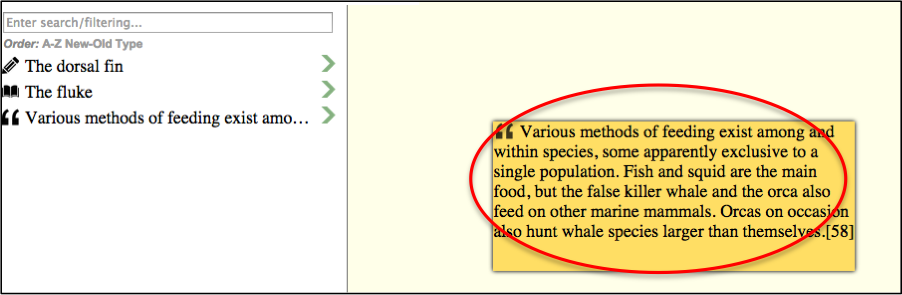 Enter search/filtering...
Order: A-Z New-Old Type
The dorsal fin
The fluke
Various methods of feeding exist amo...
Various methods of feeding exist among and
within species, some apparently exclusive to a
single population. Fish and squid are the main
food, but the false killer whale and the orca also
feed on other marine mammals. Orcas on occasion
also hunt whale species larger than themselves.[58]